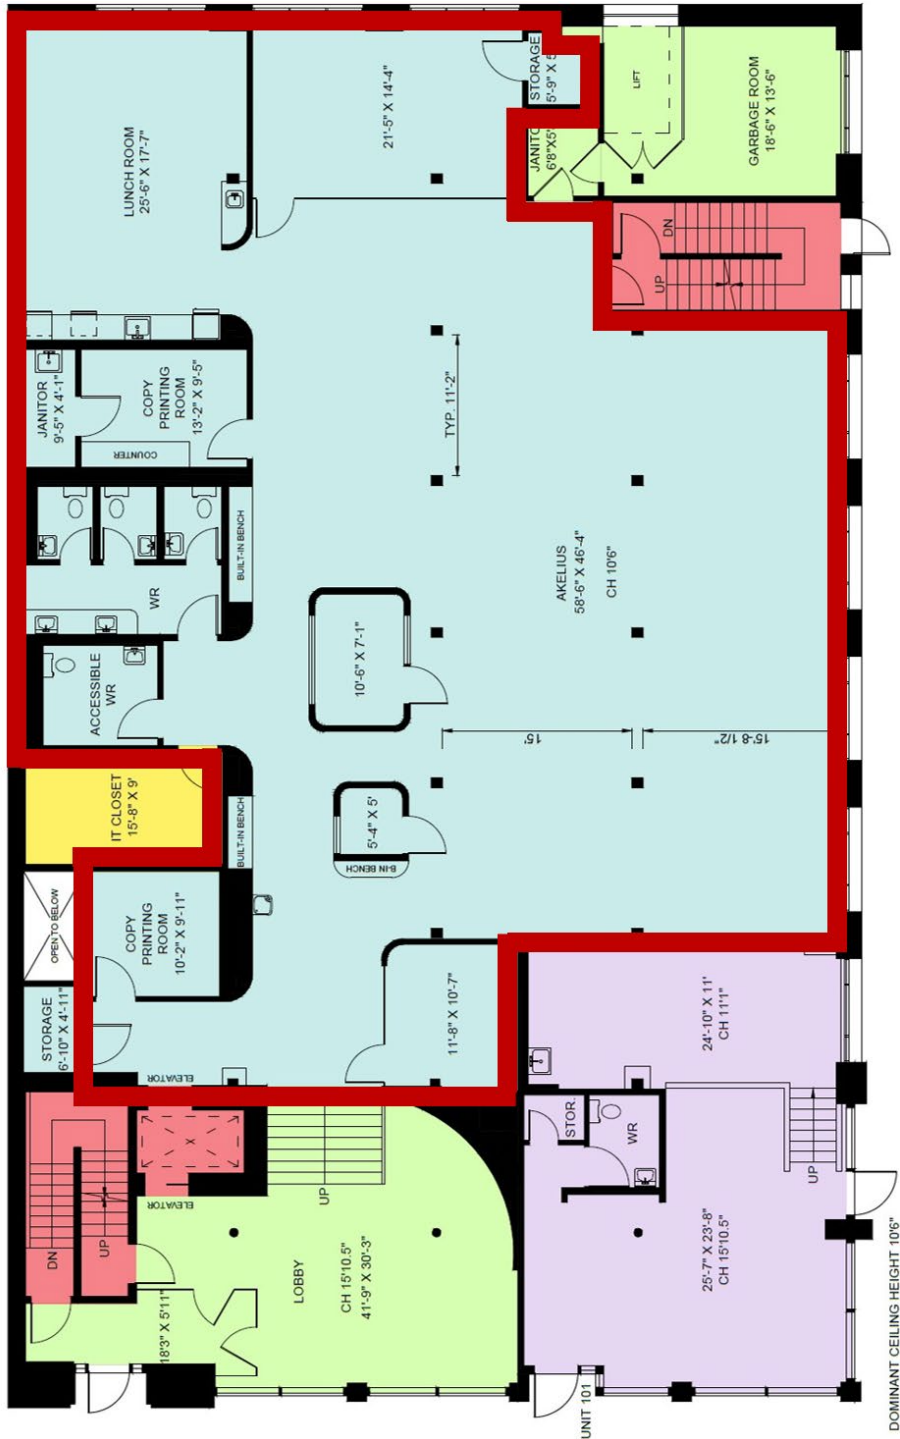 LUNCH ROOM
25'-6" X 17'-7"
21'-5" X 14'-4"
STORAGE
5'-9" X 5
LIFT
GARBAGE ROOM
18'-6" X 13'-6"
JANITO
6'8"X5'
DN
UP
JANITOR
9'-5" X 4'-1"
COPY
PRINTING
ROOM
13'-2" X 9'-5"
COUNTER
TYP. 11'-2"
BUILT-IN BENCH
WR
AKELIUS
58'-6" X 46'-4"
CH 10'6"
ACCESSIBLE
WR
10'-6" X 7'-1"
15'
15'-8 1/2"
IT CLOSET
15'-8" X 9'
BUILT-IN BENCH
5'-4" X 5'
B-IN BENCH
OPEN TO BELOW
COPY
PRINTING
ROOM
10'-2" X 9'-11"
STORAGE
6'-10" X 4'-11"
11'-8" X 10'-7"
24'-10" X 11'
CH 11'1"
ELEVATOR
X
ELEVATOR
UP
DN
UP
STOR.
WR
UP
LOBBY
CH 15'10.5"
41'-9" X 30'-3"
18'3" X 5'11"
25'-7" X 23'-8"
CH 15'10.5"
UNIT 101
DOMINANT CEILING HEIGHT 10'6"